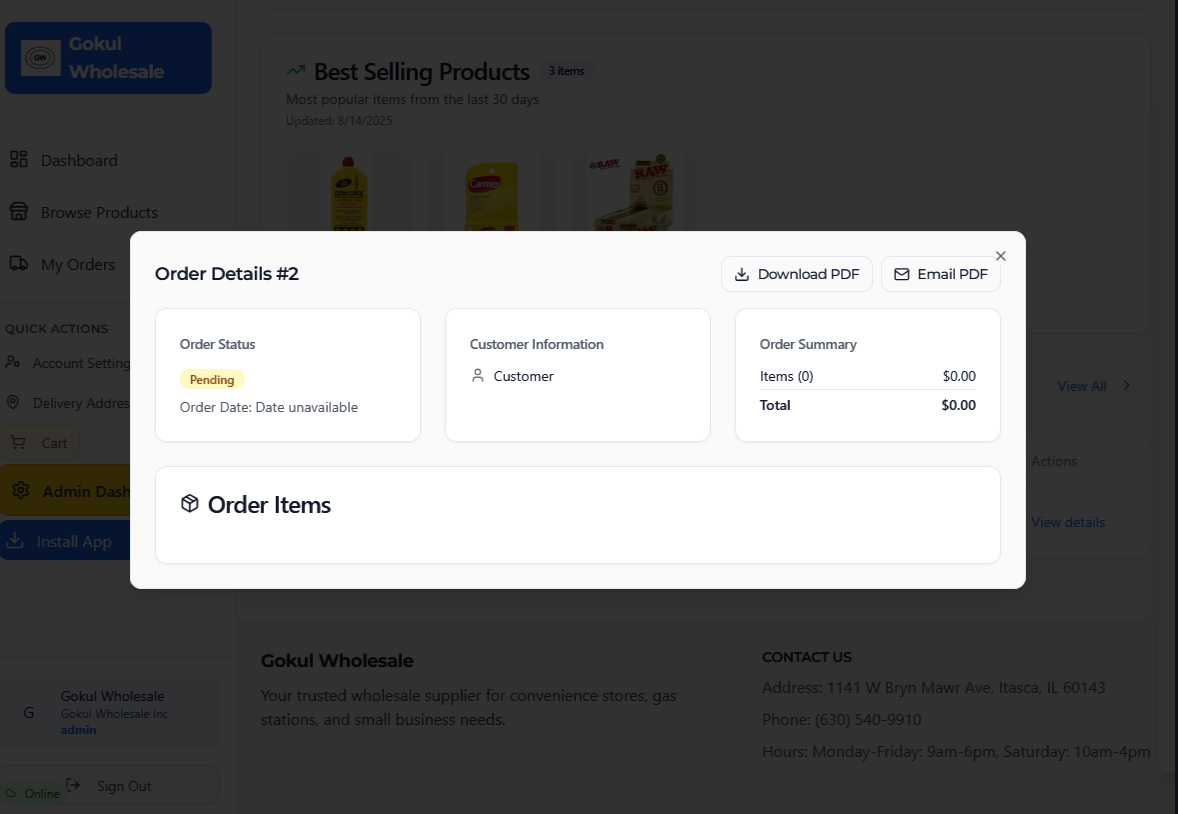 Gokul
Wholesale
GW
Dashboard
Browse Products
My Orders
QUICK ACTIONS
Account Setting
Delivery Addres
Cart
Admin Dash
Install App
Gokul Wholesale
Gokul Wholesale Inc
admin
G
Sign Out
Online
Best Selling Products
3 items
Most popular items from the last 30 days
Updated: 8/14/2025
RONSONOL
Carmex
RAW
RAW
Order Details #2
Download PDF
Email PDF
Order Status
Pending
Order Date: Date unavailable
Customer Information
Customer
Order Summary
Items (0) $0.00
Total $0.00
Order Items
View All
Actions
View details
Gokul Wholesale
Your trusted wholesale supplier for convenience stores, gas
stations, and small business needs.
CONTACT US
Address: 1141 W Bryn Mawr Ave, Itasca, IL 60143
Phone: (630) 540-9910
Hours: Monday-Friday: 9am-6pm, Saturday: 10am-4pm